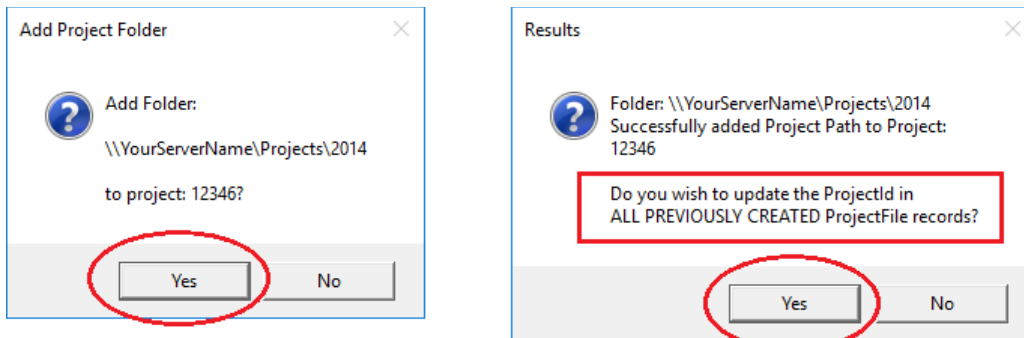 Add Project Folder
Add Folder:
\\YourServerName\Projects\2014
to project: 12346?
Yes
No
Results
Folder: \\YourServerName\Projects\2014
Successfully added Project Path to Project:
12346
Do you wish to update the ProjectId in
ALL PREVIOUSLY CREATED ProjectFile records?
Yes
No